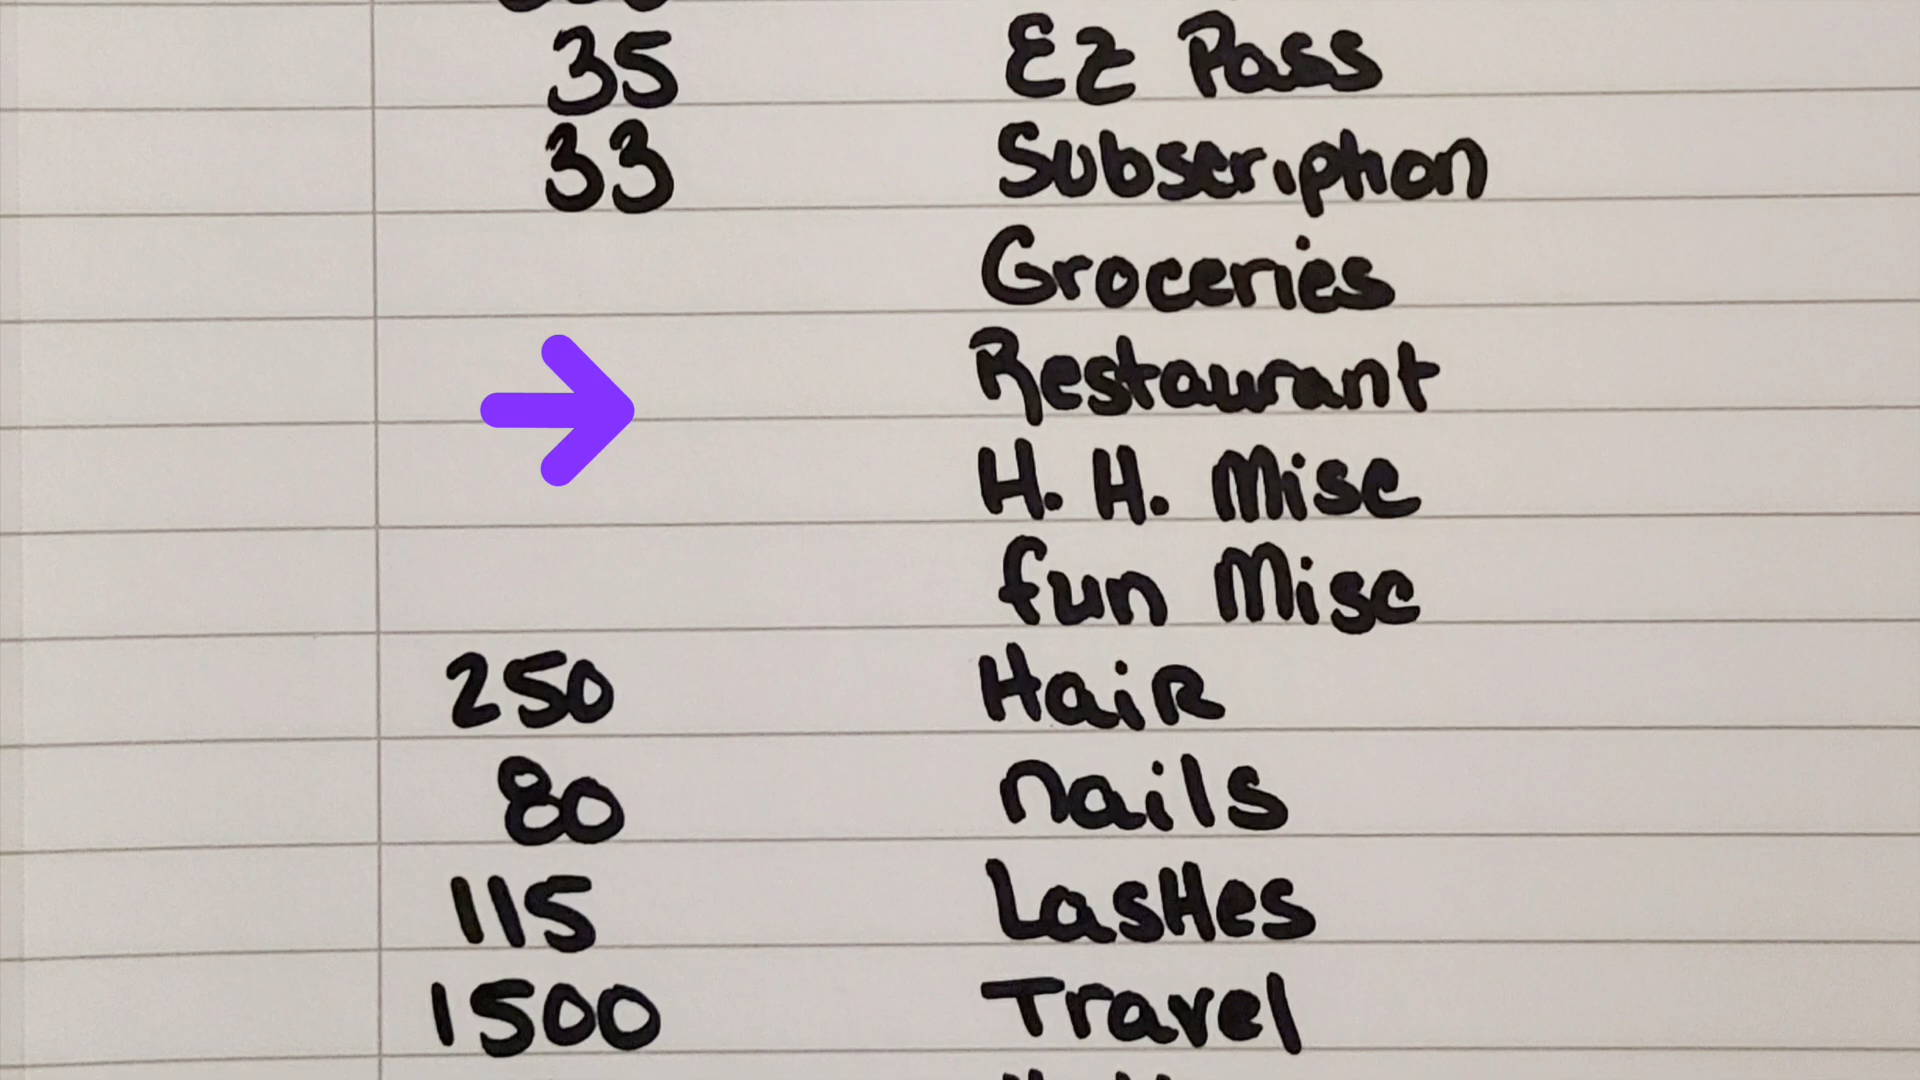 35 EZ Pass
33 Subscription
Groceries
Restaurant
H. H. Misc
fun Misc
250 Hair
80 nails
115 Lashes
1500 Travel